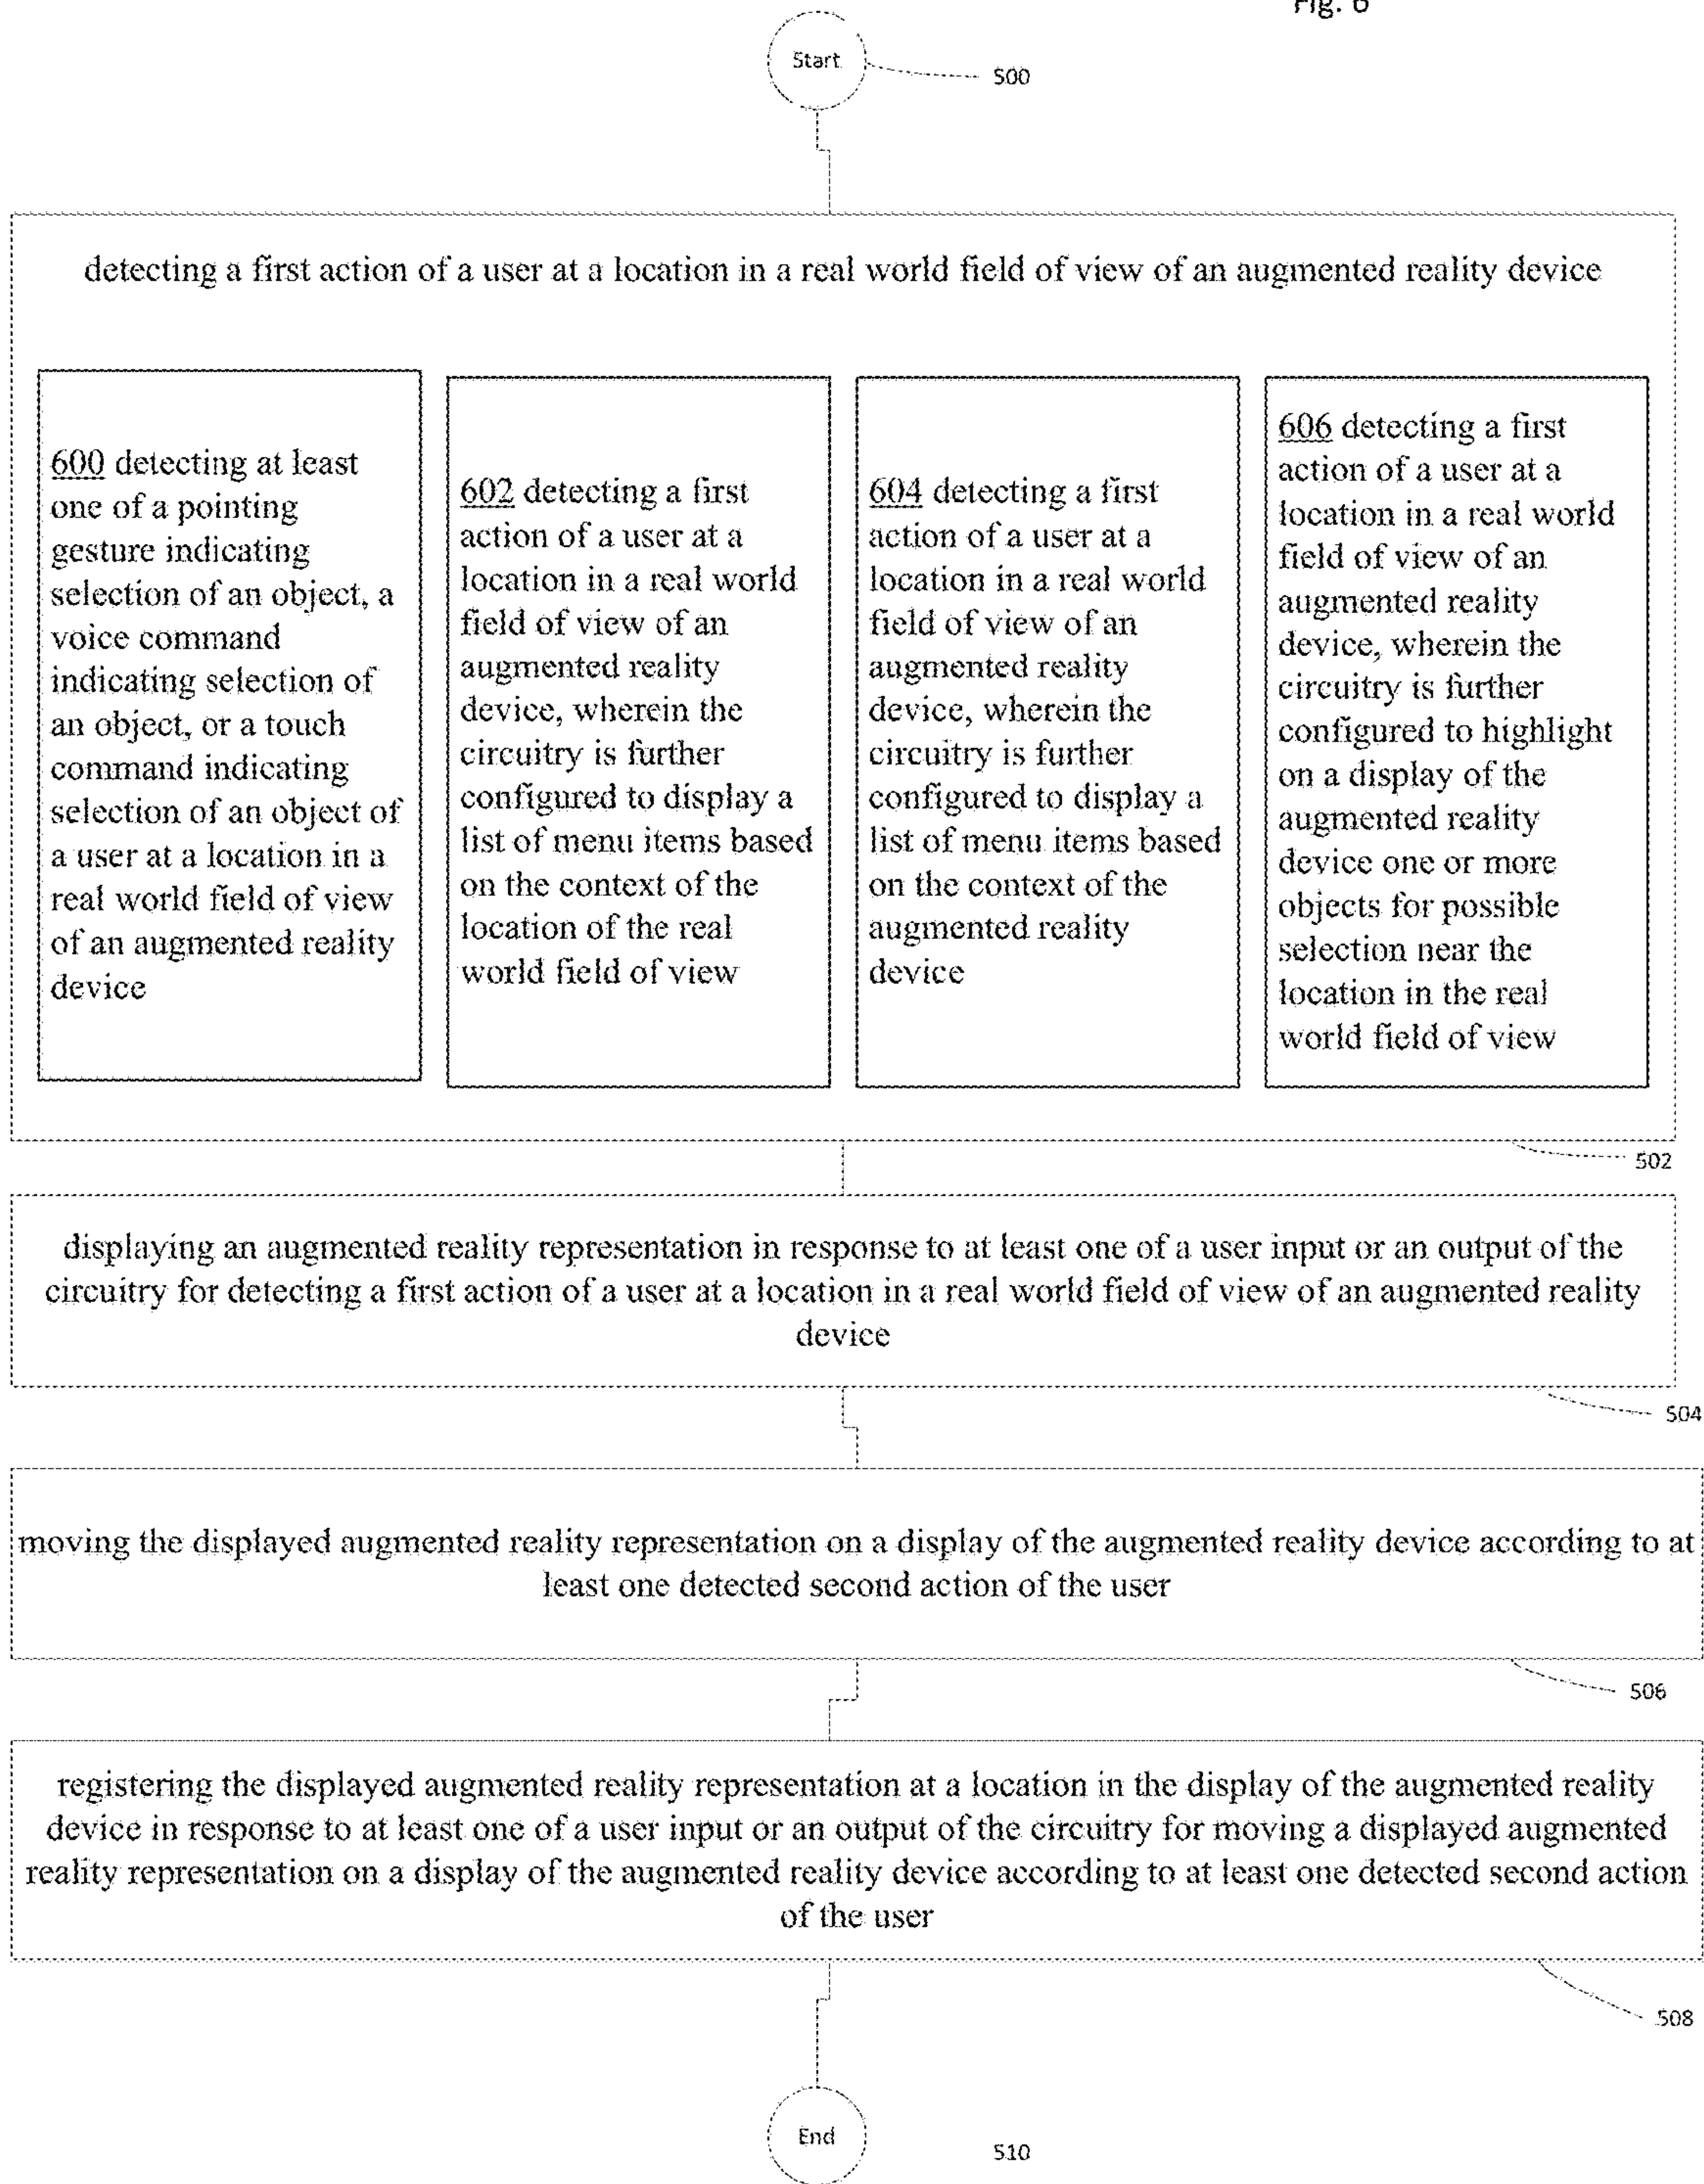 Fig. 6
Start
500
detecting a first action of a user at a location in a real world field of view of an augmented reality device
600 detecting at least
one of a pointing
gesture indicating
selection of an object, a
voice command
indicating selection of
an object, or a touch
command indicating
selection of an object of
a user at a location in a
real world field of view
of an augmented reality
device
602 detecting a first
action of a user at a
location in a real world
field of view of an
augmented reality
device, wherein the
circuitry is further
configured to display a
list of menu items based
on the context of the
location of the real
world field of view
604 detecting a first
action of a user at a
location in a real world
field of view of an
augmented reality
device, wherein the
circuitry is further
configured to display a
list of menu items based
on the context of the
augmented reality
device
606 detecting a first
action of a user at a
location in a real world
field of view of an
augmented reality
device, wherein the
circuitry is further
configured to highlight
on a display of the
augmented reality
device one or more
objects for possible
selection near the
location in the real
world field of view
502
displaying an augmented reality representation in response to at least one of a user input or an output of the
circuitry for detecting a first action of a user at a location in a real world field of view of an augmented reality
device
504
moving the displayed augmented reality representation on a display of the augmented reality device according to at
least one detected second action of the user
506
registering the displayed augmented reality representation at a location in the display of the augmented reality
device in response to at least one of a user input or an output of the circuitry for moving a displayed augmented
reality representation on a display of the augmented reality device according to at least one detected second action
of the user
508
End
510